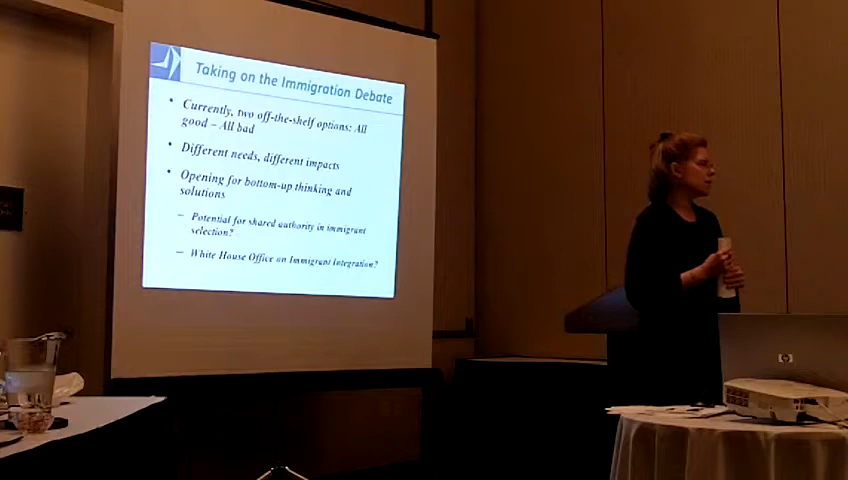 Taking on the Immigration Debate
• Currently, two off-the-shelf options: All
good – All bad
• Different needs, different impacts
• Opening for bottom-up thinking and
solutions
– Potential for shared authority in immigrant
selection?
– White House Office on Immigrant Integration?
hp